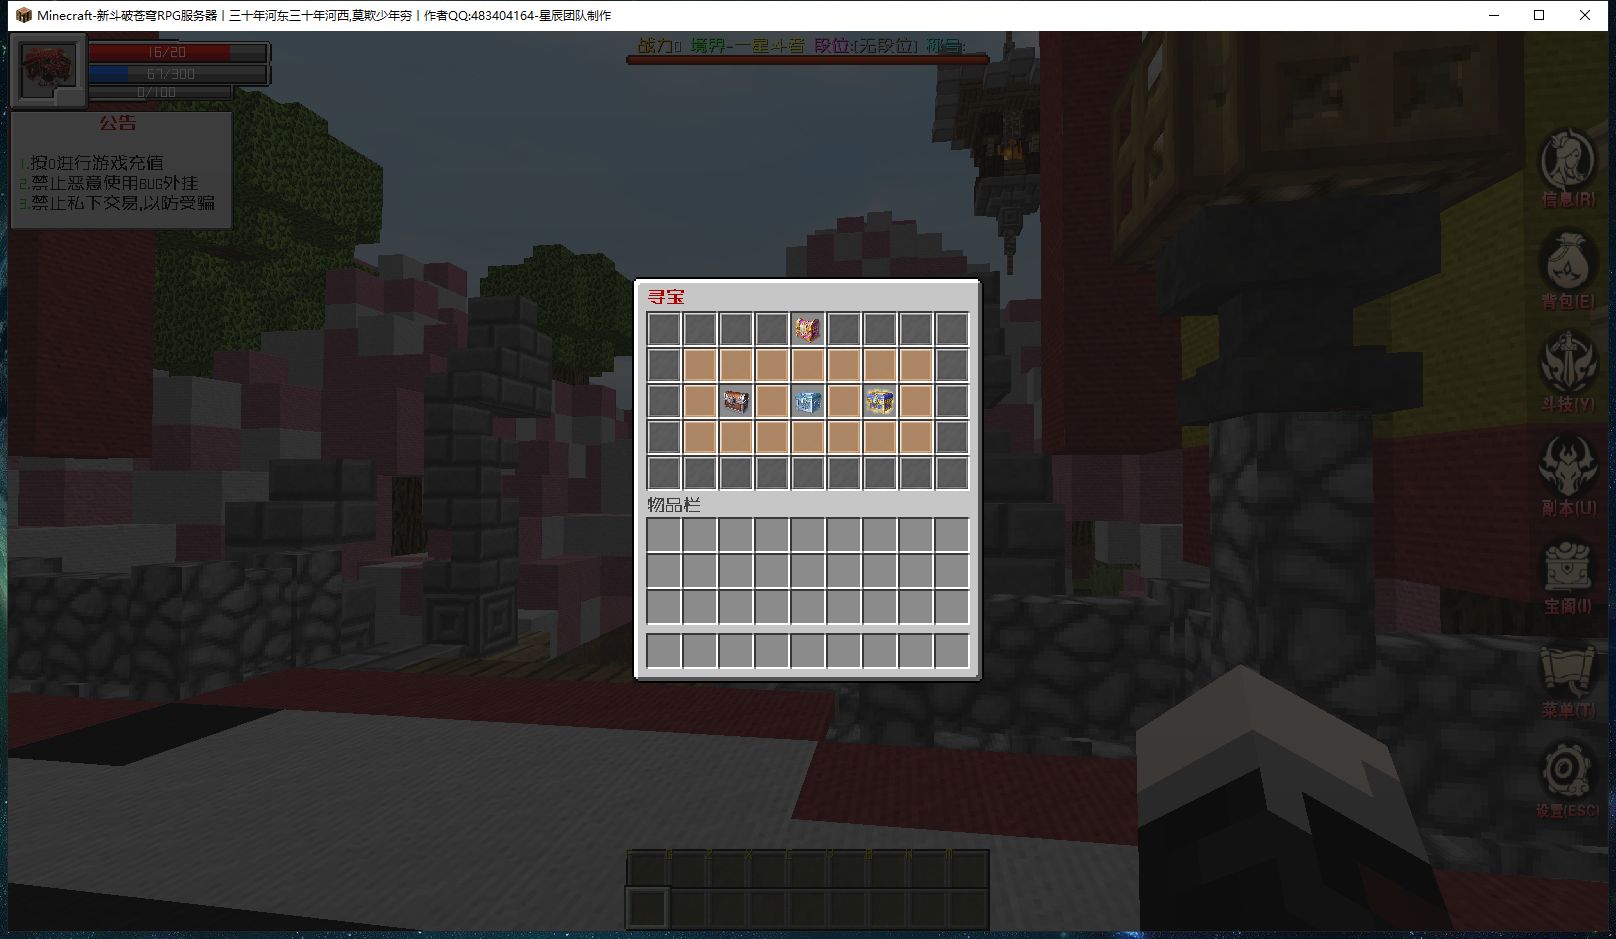 Minecraft-新斗破苍穹RPG服务器丨三十年河东三十年河西,莫欺少年穷丨作者QQ:483404164-星辰团队制作
16/20
67/300
0/100
战力0 境界-一星斗者 段位:[无段位] 称号:
公告
1.按O进行游戏充值
2.禁止恶意使用BUG外挂
3.禁止私下交易,以防受骗
寻宝
物品栏
信息(R)
背包(E)
斗技(Y)
副本(U)
宝阁(I)
菜单(T)
设置(ESC)